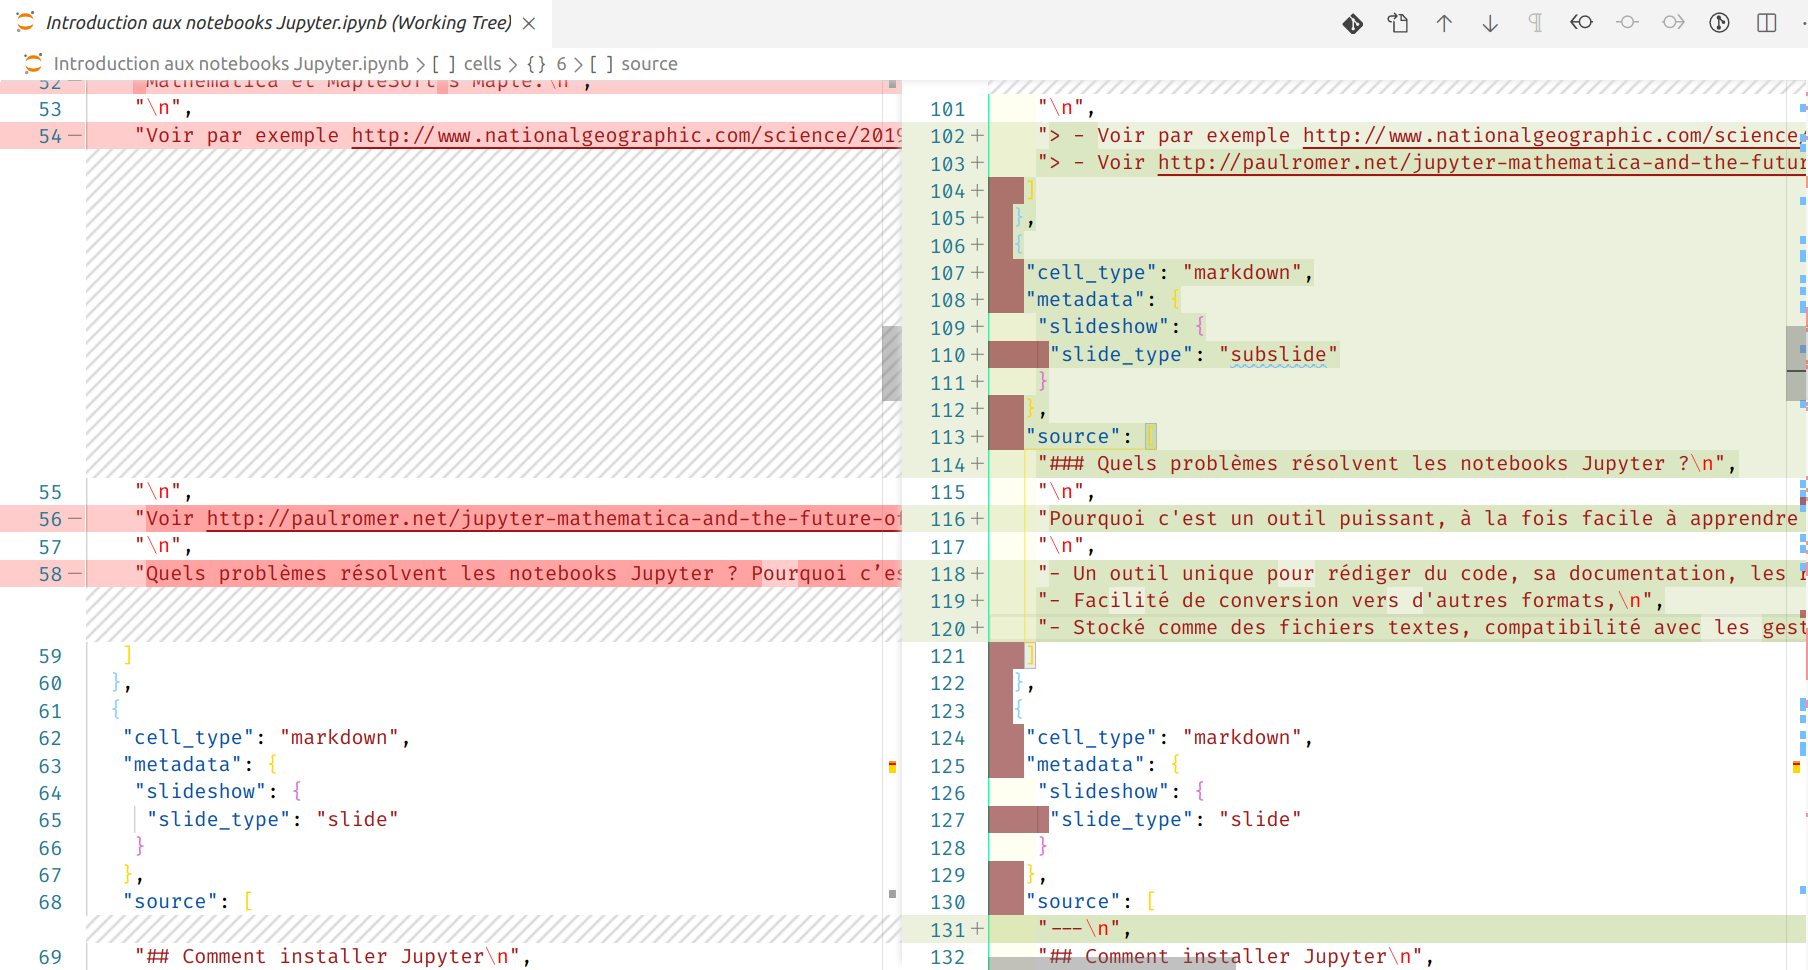 Introduction aux notebooks Jupyter.ipynb (Working Tree)
Introduction aux notebooks Jupyter.ipynb > [ ] cells > {} 6 > [ ] source
52 "Mathematica et MapleSoft's Maple.\n",
53 "\n",
54 — "Voir par exemple http://www.nationalgeographic.com/science/2019
55 "\n",
56 — "Voir http://paulromer.net/jupyter-mathematica-and-the-future-of
57 "\n",
58 — "Quels problèmes résolvent les notebooks Jupyter ? Pourquoi c’es
59 ]
60 },
61 {
62 "cell_type": "markdown",
63 "metadata": {
64 "slideshow": {
65 "slide_type": "slide"
66 }
67 },
68 "source": [
69 "## Comment installer Jupyter\n",
101 "\n",
102 + "> - Voir par exemple http://www.nationalgeographic.com/science
103 + "> - Voir http://paulromer.net/jupyter-mathematica-and-the-futur
104 + ]
105 + },
106 + {
107 + "cell_type": "markdown",
108 + "metadata": {
109 + "slideshow": {
110 + "slide_type": "subslide"
111 + }
112 + },
113 + "source": [
114 + "### Quels problèmes résolvent les notebooks Jupyter ?\n",
115 "\n",
116 + "Pourquoi c'est un outil puissant, à la fois facile à apprendre
117 "\n",
118 + "- Un outil unique pour rédiger du code, sa documentation, les
119 + "- Facilité de conversion vers d'autres formats,\n",
120 + "- Stocké comme des fichiers textes, compatibilité avec les gest
121 ]
122 },
123 {
124 "cell_type": "markdown",
125 "metadata": {
126 "slideshow": {
127 "slide_type": "slide"
128 }
129 },
130 "source": [
131 + "---\n",
132 "## Comment installer Jupyter\n",